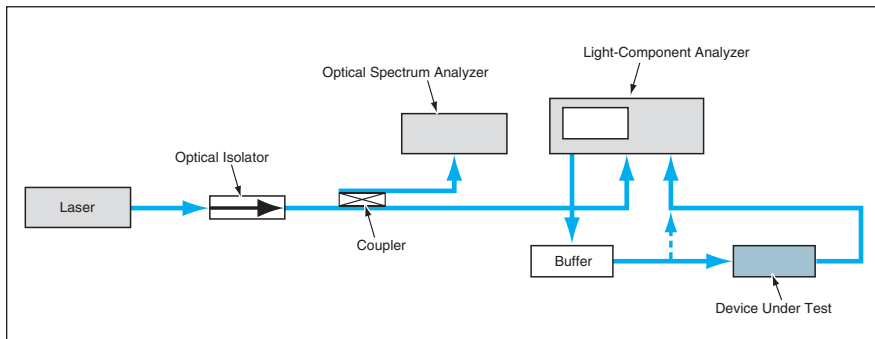 Light-Component Analyzer
Optical Spectrum Analyzer
Optical Isolator
Laser
Coupler
Buffer
Device Under Test